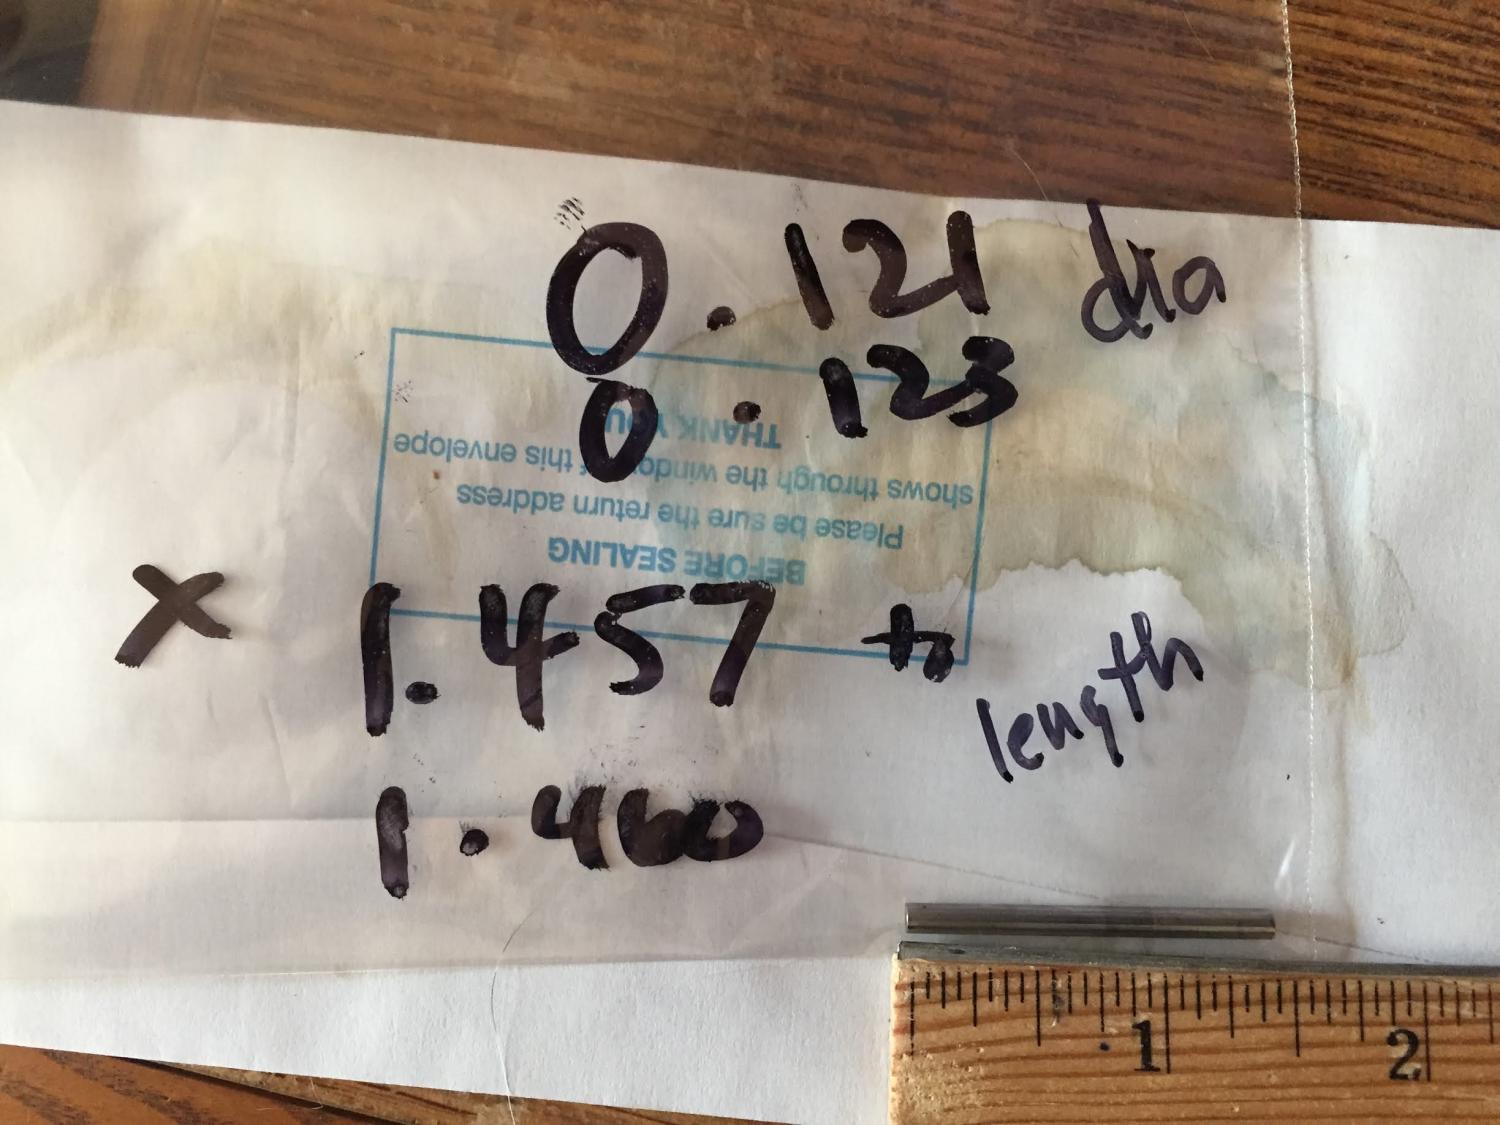 0.121 dia
0.123
x 1.457 to
length
1.460
THANK YOU
shows through the window of this envelope
Please be sure the return address
BEFORE SEALING
1 2